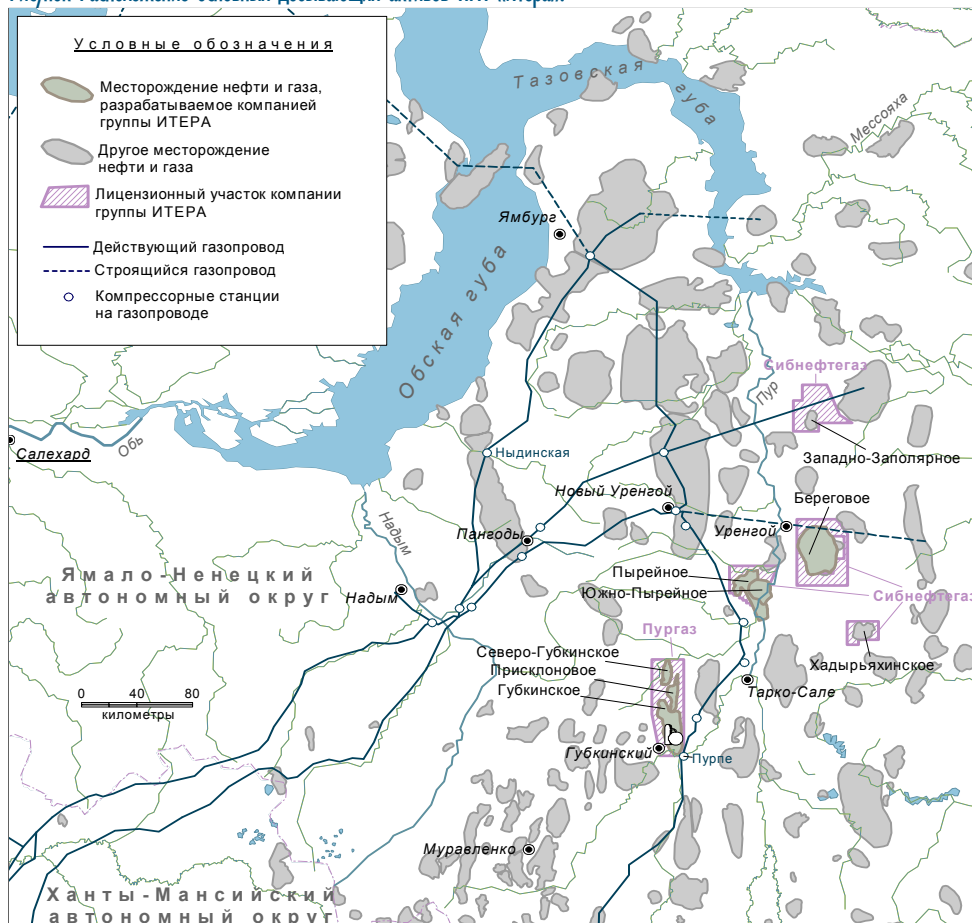 Условные обозначения
Месторождение нефти и газа,
разрабатываемое компанией
группы ИТЕРА
Другое месторождение
нефти и газа
Лицензионный участок компании
группы ИТЕРА
Действующий газопровод
Строящийся газопровод
Компрессорные станции
на газопроводе
Тазовская
губа
Мессояха
Ямбург
Обская губа
Сибнефтегаз
Пур
Обь
Салехард
Ныдинская
Западно-Заполярное
Новый Уренгой
Береговое
Надым
Пангоды
Уренгой
Ямало-Ненецкий
автономный округ
Надым
Пырейное
Южно-Пырейное
Сибнефтегаз
Пургаз
Северо-Губкинское
Присклоновое
Губкинское
Хадырьяхинское
Тарко-Сале
0 40 80
километры
Губкинский
Пурпе
Муравленко
Ханты-Мансийский
автономный округ